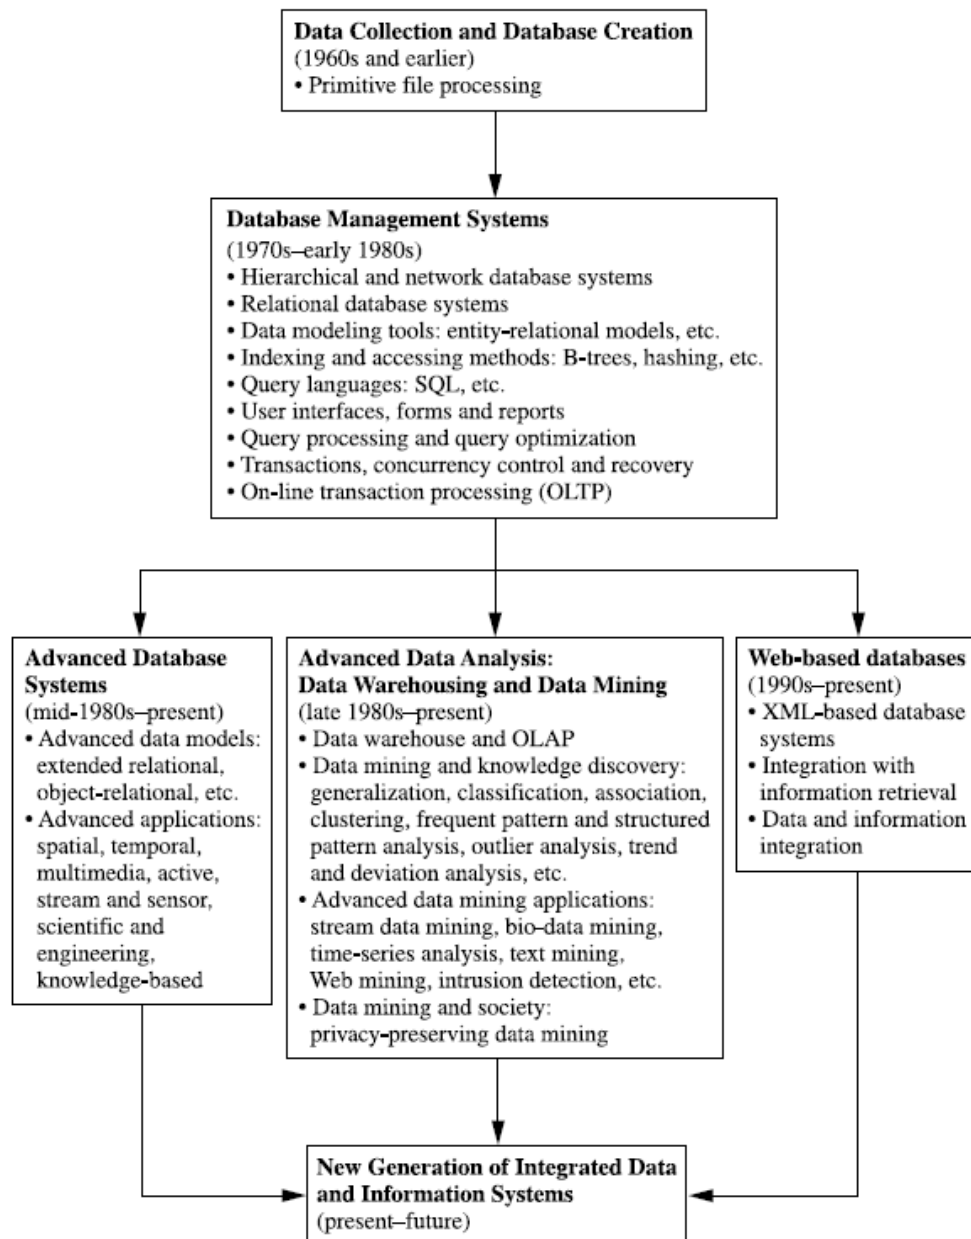 Data Collection and Database Creation
(1960s and earlier)
• Primitive file processing
Database Management Systems
(1970s–early 1980s)
• Hierarchical and network database systems
• Relational database systems
• Data modeling tools: entity-relational models, etc.
• Indexing and accessing methods: B-trees, hashing, etc.
• Query languages: SQL, etc.
• User interfaces, forms and reports
• Query processing and query optimization
• Transactions, concurrency control and recovery
• On-line transaction processing (OLTP)
Advanced Database
Systems
(mid-1980s–present)
• Advanced data models:
extended relational,
object-relational, etc.
• Advanced applications:
spatial, temporal,
multimedia, active,
stream and sensor,
scientific and
engineering,
knowledge-based
Advanced Data Analysis:
Data Warehousing and Data Mining
(late 1980s–present)
• Data warehouse and OLAP
• Data mining and knowledge discovery:
generalization, classification, association,
clustering, frequent pattern and structured
pattern analysis, outlier analysis, trend
and deviation analysis, etc.
• Advanced data mining applications:
stream data mining, bio-data mining,
time-series analysis, text mining,
Web mining, intrusion detection, etc.
• Data mining and society:
privacy-preserving data mining
Web-based databases
(1990s–present)
• XML-based database
systems
• Integration with
information retrieval
• Data and information
integration
New Generation of Integrated Data
and Information Systems
(present–future)